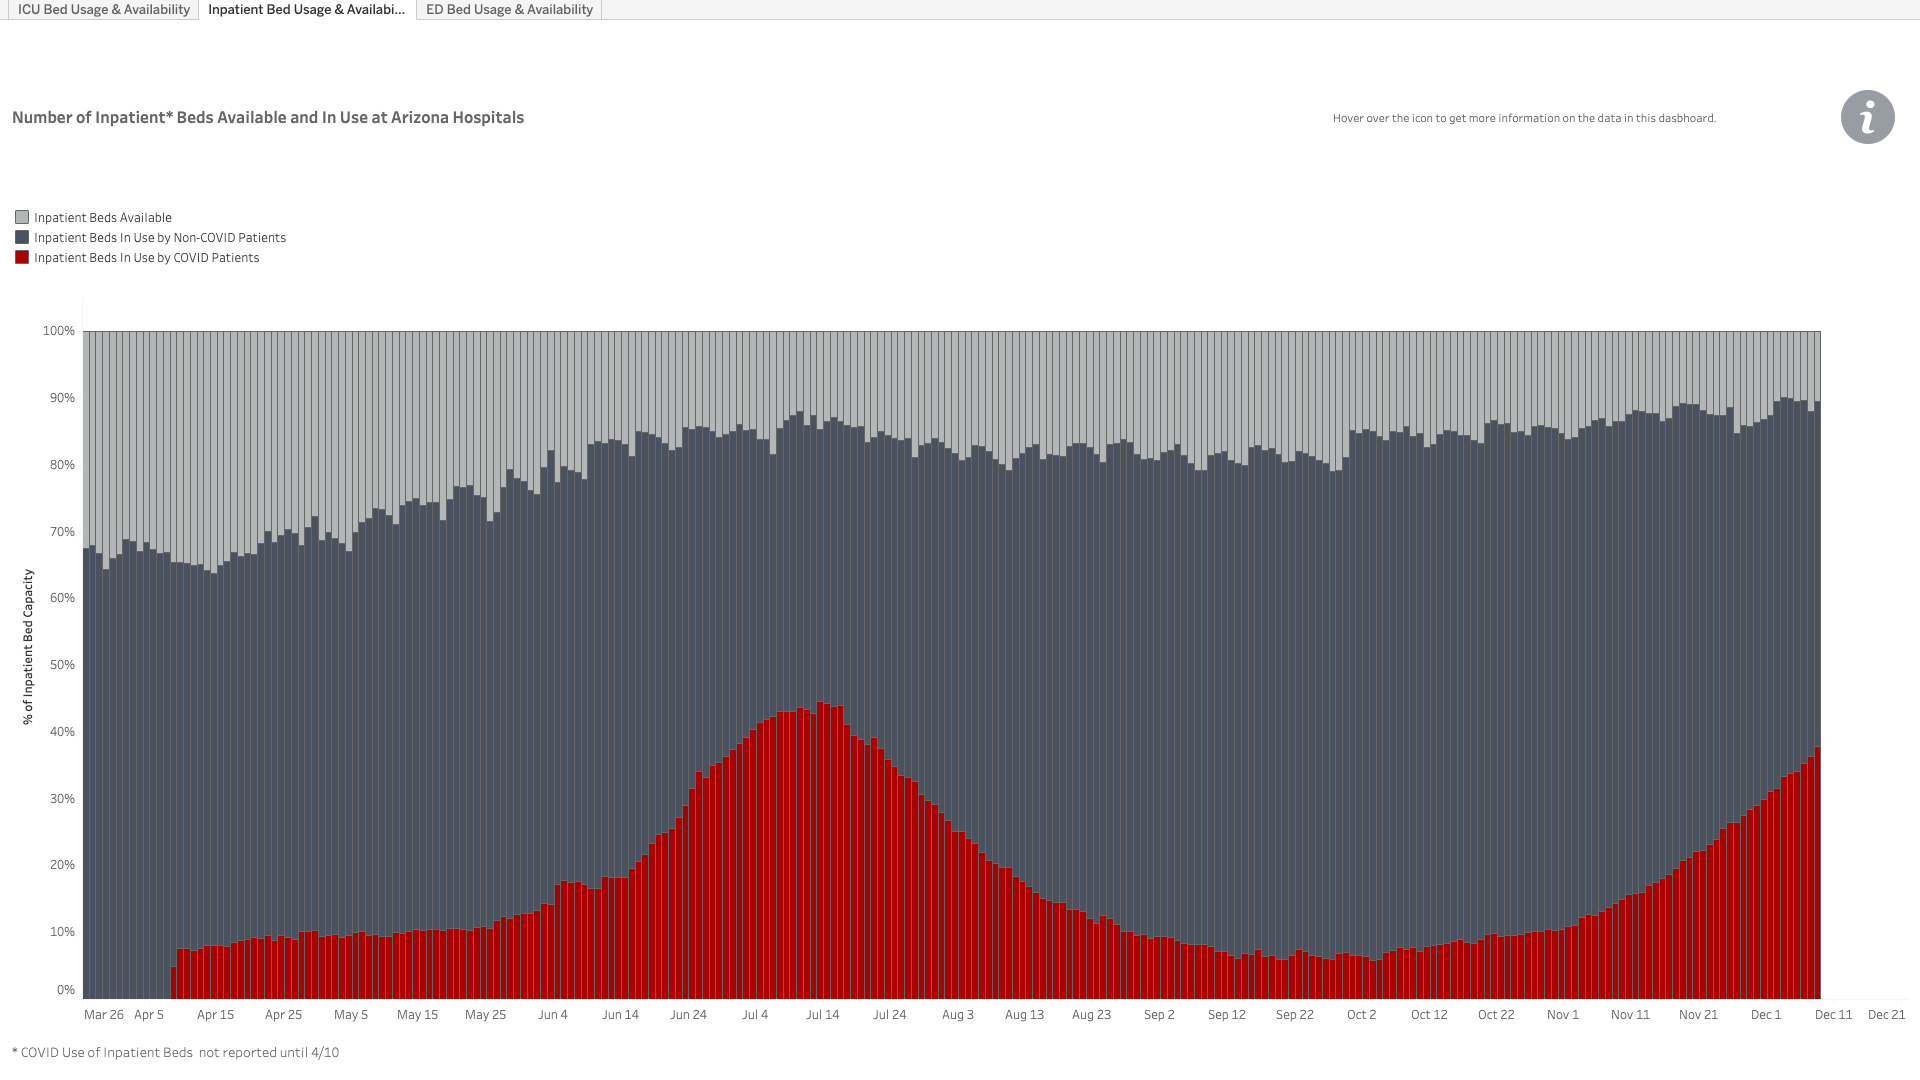 ICU Bed Usage & Availability
Inpatient Bed Usage & Availabi...
ED Bed Usage & Availability
Number of Inpatient* Beds Available and In Use at Arizona Hospitals
Hover over the icon to get more information on the data in this dasbhoard.
i
Inpatient Beds Available
Inpatient Beds In Use by Non-COVID Patients
Inpatient Beds In Use by COVID Patients
% of Inpatient Bed Capacity
100%
90%
80%
70%
60%
50%
40%
30%
20%
10%
0%
Mar 26 Apr 5 Apr 15 Apr 25 May 5 May 15 May 25 Jun 4 Jun 14 Jun 24 Jul 4 Jul 14 Jul 24 Aug 3 Aug 13 Aug 23 Sep 2 Sep 12 Sep 22 Oct 2 Oct 12 Oct 22 Nov 1 Nov 11 Nov 21 Dec 1 Dec 11 Dec 21
* COVID Use of Inpatient Beds not reported until 4/10